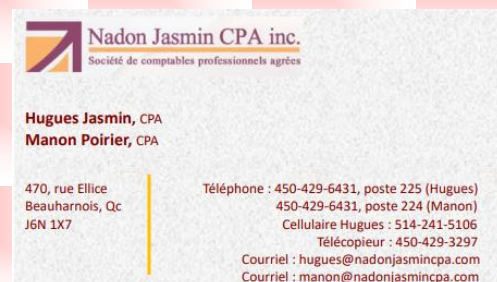 Nadon Jasmin CPA inc.
Société de comptables professionnels agrées
Hugues Jasmin, CPA
Manon Poirier, CPA
470, rue Ellice
Beauharnois, Qc
J6N 1X7
Téléphone : 450-429-6431, poste 225 (Hugues)
450-429-6431, poste 224 (Manon)
Cellulaire Hugues : 514-241-5106
Télécopieur : 450-429-3297
Courriel : hugues@nadonjasmincpa.com
Courriel : manon@nadonjasmincpa.com